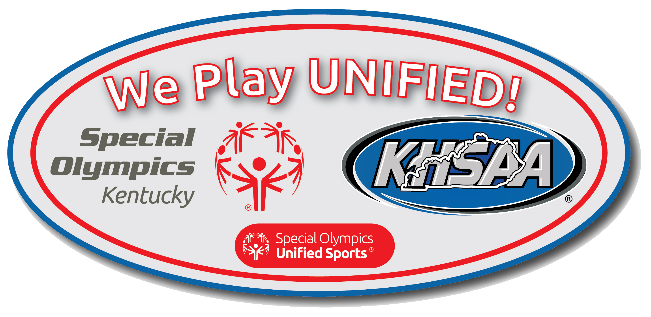 We Play UNIFIED!
Special
Olympics
Kentucky
®
KHSAA
®
Special Olympics
Unified Sports®